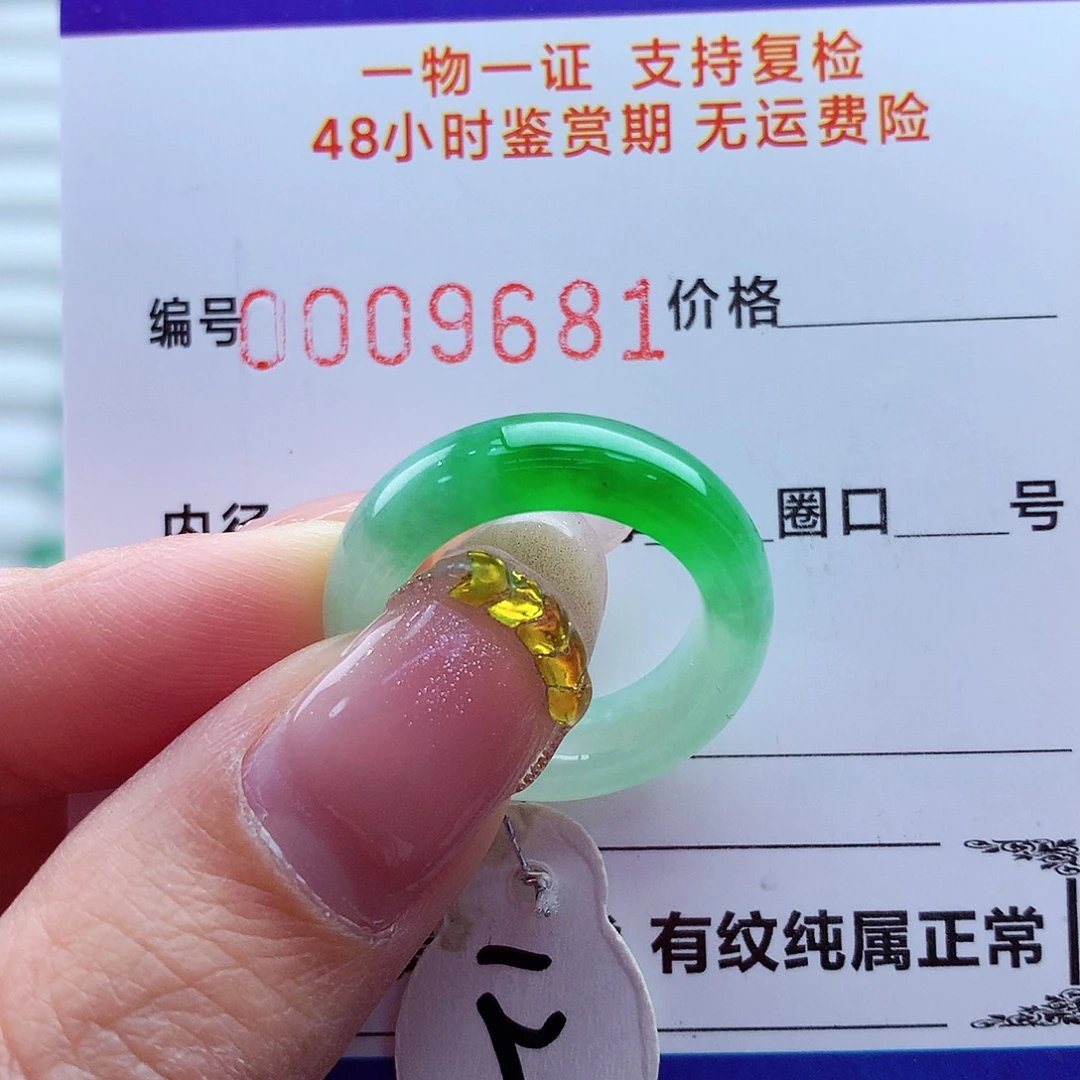 一物一证 支持复检
48小时鉴赏期 无运费险
编号0009681价格
内径 圈口 号
有纹纯属正常